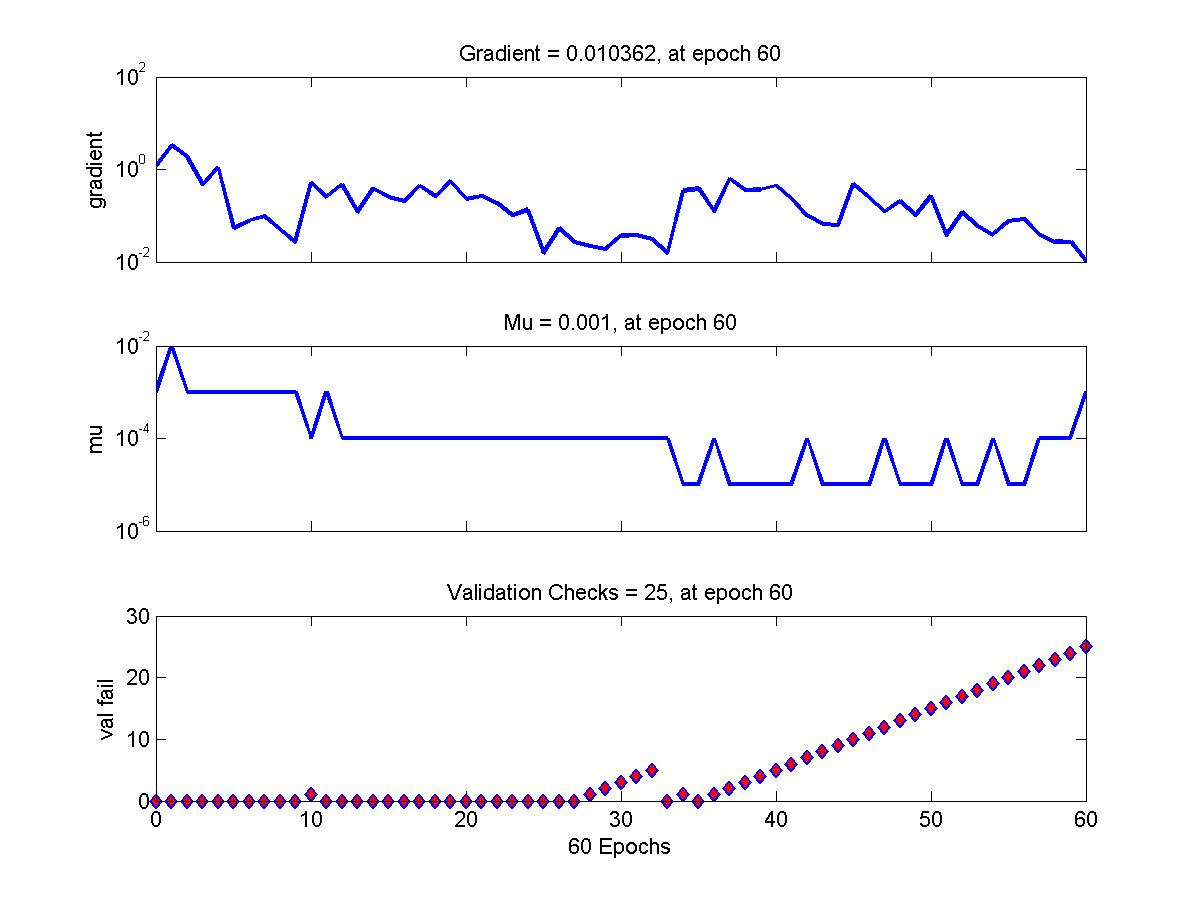 Gradient = 0.010362, at epoch 60
10^2
10^0
10^-2
gradient
Mu = 0.001, at epoch 60
10^-2
10^-4
10^-6
mu
Validation Checks = 25, at epoch 60
30
20
10
0
val fail
0 10 20 30 40 50 60
60 Epochs